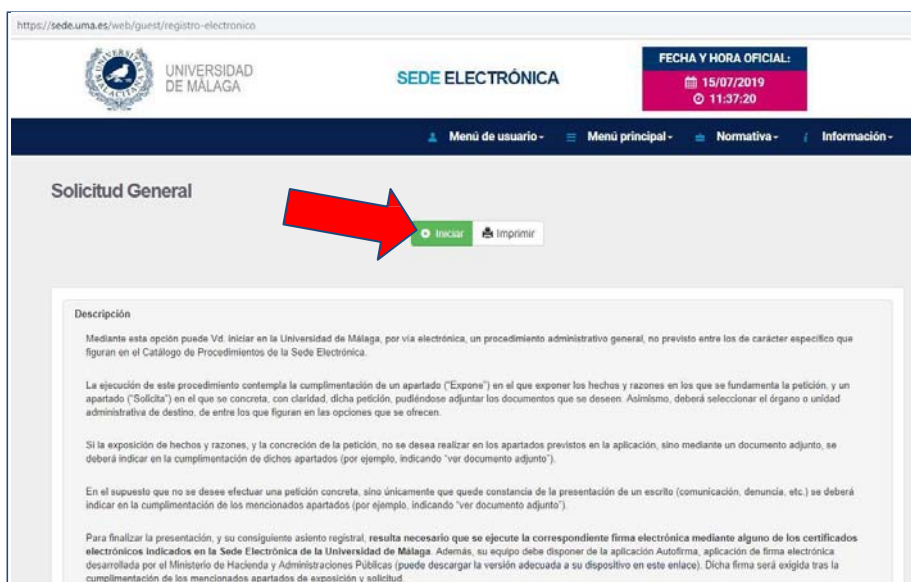 https://sede.uma.es/web/guest/registro-electronico
UNIVERSIDAD
DE MÁLAGA
SEDE ELECTRÓNICA
FECHA Y HORA OFICIAL:
15/07/2019
11:37:20
Menú de usuario
Menú principal
Normativa
Información
Solicitud General
Iniciar
Imprimir
Descripción
Mediante esta opción puede Vd. iniciar en la Universidad de Málaga, por vía electrónica, un procedimiento administrativo general, no previsto entre los de carácter específico que
figuran en el Catálogo de Procedimientos de la Sede Electrónica.
La ejecución de este procedimiento contempla la cumplimentación de un apartado ("Expone") en el que exponer los hechos y razones en los que se fundamenta la petición, y un
apartado ("Solicita") en el que se concreta, con claridad, dicha petición, pudiéndose adjuntar los documentos que se deseen. Asimismo, deberá seleccionar el órgano o unidad
administrativa de destino, de entre los que figuran en las opciones que se ofrecen.
Si la exposición de hechos y razones, y la concreción de la petición, no se desea realizar en los apartados previstos en la aplicación, sino mediante un documento adjunto, se
deberá indicar en la cumplimentación de dichos apartados (por ejemplo, indicando "ver documento adjunto").
En el supuesto que no se desee efectuar una petición concreta, sino únicamente que quede constancia de la presentación de un escrito (comunicación, denuncia, etc.) se deberá
indicar en la cumplimentación de los mencionados apartados (por ejemplo, indicando "ver documento adjunto").
Para finalizar la presentación, y su consiguiente asiento registral, resulta necesario que se ejecute la correspondiente firma electrónica mediante alguno de los certificados
electrónicos indicados en la Sede Electrónica de la Universidad de Málaga. Además, su equipo debe disponer de la aplicación Autofirma, aplicación de firma electrónica
desarrollada por el Ministerio de Hacienda y Administraciones Públicas (puede descargar la versión adecuada a su dispositivo en este enlace). Dicha firma será exigida tras la
cumplimentación de los mencionados apartados de exposición y solicitud.